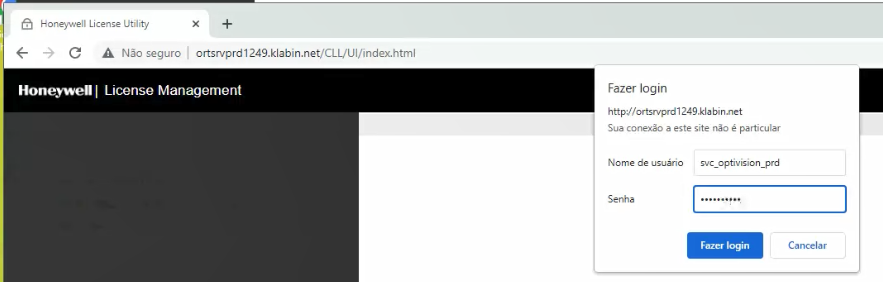 Honeywell License Utility
Não seguro | ortsrvprd1249.klabin.net/CLL/UI/index.html
Honeywell | License Management
Fazer login
http://ortsrvprd1249.klabin.net
Sua conexão a este site não é particular
Nome de usuário svc_optivision_prd
Senha ••••••••••
Fazer login Cancelar